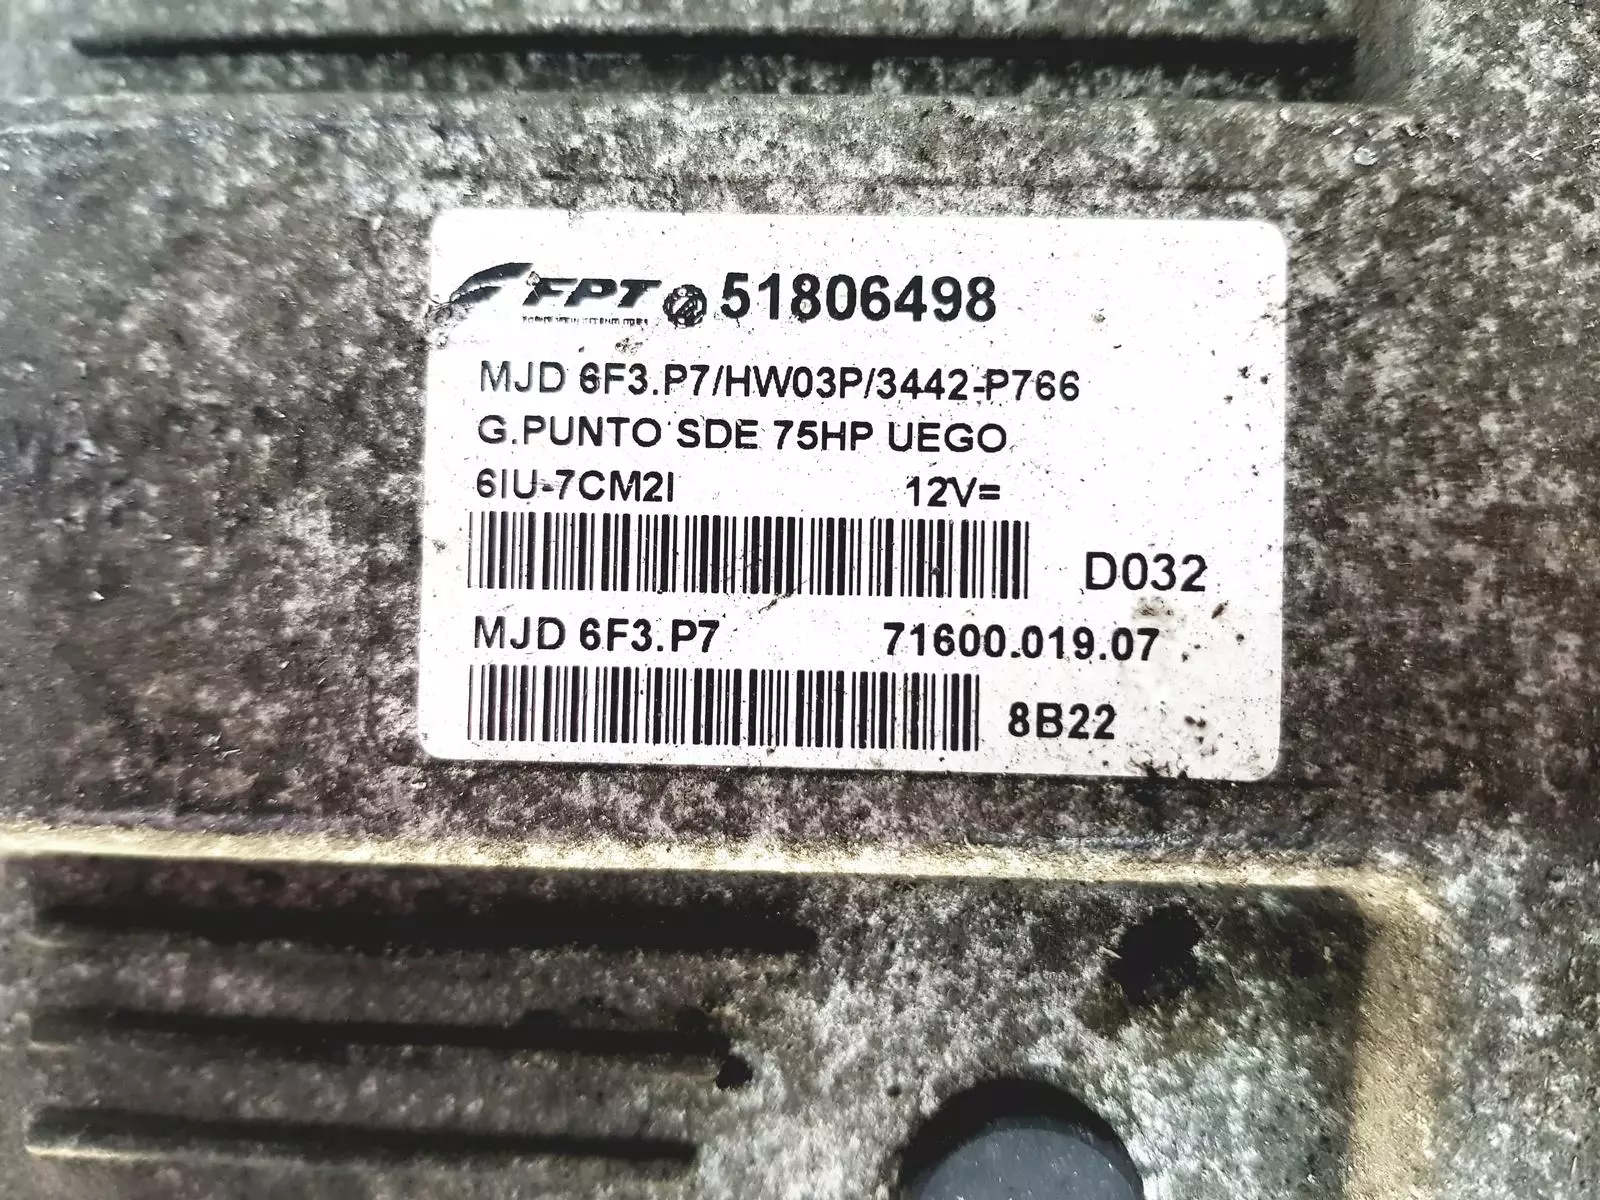 FPT 51806498
MJD 6F3.P7/HW03P/3442-P766
G.PUNTO SDE 75HP UEGO
6IU-7CM2I 12V=
D032
MJD 6F3.P7 71600.019.07
8B22